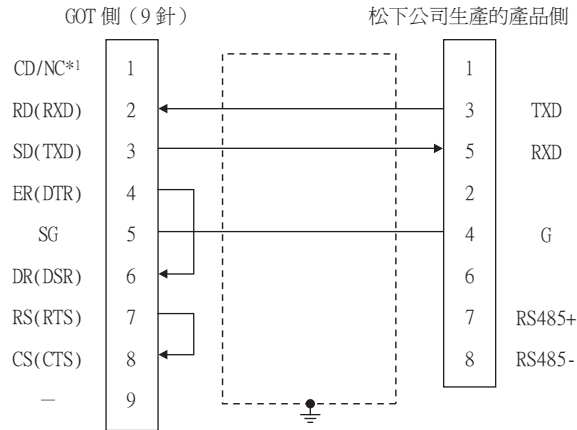 GOT 側（9 針） 松下公司生產的產品側
CD/NC*1 1 1
RD(RXD) 2 3 TXD
SD(TXD) 3 5 RXD
ER(DTR) 4 2
SG 5 4 G
DR(DSR) 6 6
RS(RTS) 7 7 RS485+
CS(CTS) 8 8 RS485-
— 9